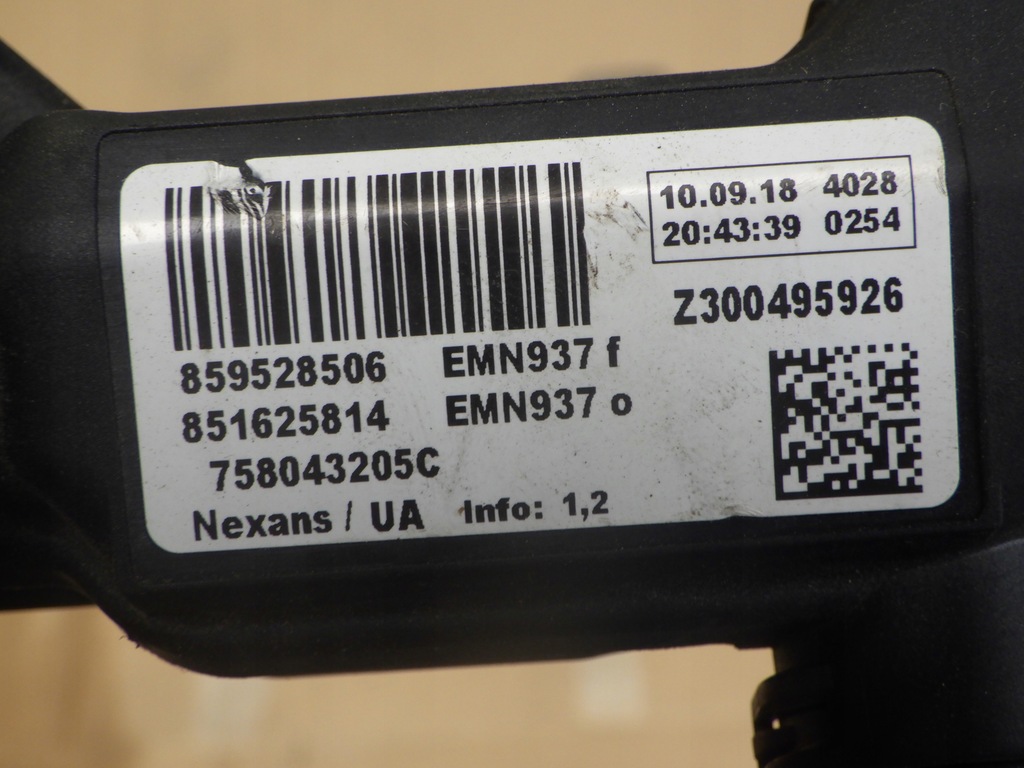 10.09.18 4028
20:43:39 0254
Z300495926
859528506 EMN937 f
851625814 EMN937 o
758043205C
Nexans / UA Info: 1,2